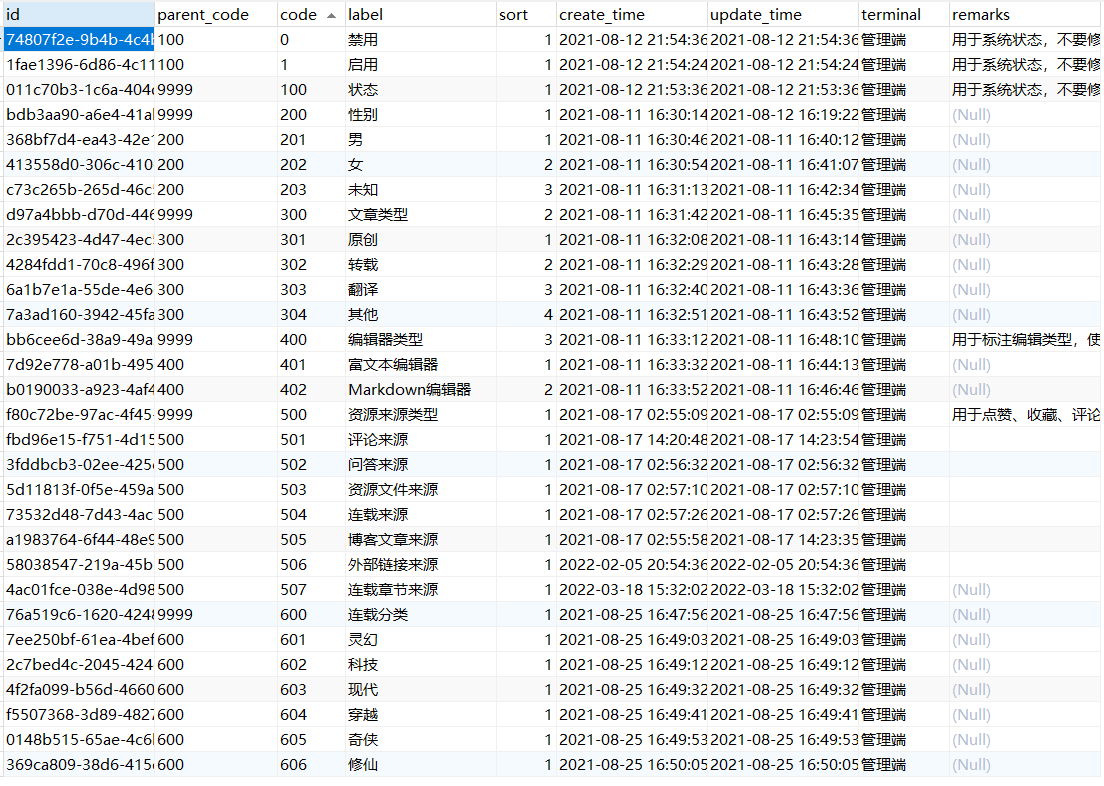 id parent_code code label sort create_time update_time terminal remarks
74807f2e-9b4b-4c4b 100 0 禁用 1 2021-08-12 21:54:36 2021-08-12 21:54:36 管理端 用于系统状态，不要修
1fae1396-6d86-4c11 100 1 启用 1 2021-08-12 21:54:24 2021-08-12 21:54:24 管理端 用于系统状态，不要修
011c70b3-1c6a-404c 9999 100 状态 1 2021-08-12 21:53:36 2021-08-12 21:53:36 管理端 用于系统状态，不要修
bdb3aa90-a6e4-41a 9999 200 性别 1 2021-08-11 16:30:14 2021-08-12 16:19:22 管理端 (Null)
368bf7d4-ea43-42e 200 201 男 1 2021-08-11 16:30:46 2021-08-11 16:40:12 管理端 (Null)
413558d0-306c-410 200 202 女 2 2021-08-11 16:30:54 2021-08-11 16:41:07 管理端 (Null)
c73c265b-265d-46c 200 203 未知 3 2021-08-11 16:31:13 2021-08-11 16:42:34 管理端 (Null)
d97a4bbb-d70d-446 9999 300 文章类型 2 2021-08-11 16:31:42 2021-08-11 16:45:35 管理端 (Null)
2c395423-4d47-4ec 300 301 原创 1 2021-08-11 16:32:08 2021-08-11 16:43:14 管理端 (Null)
4284fdd1-70c8-496f 300 302 转载 2 2021-08-11 16:32:29 2021-08-11 16:43:28 管理端 (Null)
6a1b7e1a-55de-4e6 300 303 翻译 3 2021-08-11 16:32:40 2021-08-11 16:43:36 管理端 (Null)
7a3ad160-3942-45fa 300 304 其他 4 2021-08-11 16:32:51 2021-08-11 16:43:52 管理端 (Null)
bb6cee6d-38a9-49a 9999 400 编辑器类型 3 2021-08-11 16:33:12 2021-08-11 16:48:10 管理端 用于标注编辑类型，使
7d92e778-a01b-495 400 401 富文本编辑器 1 2021-08-11 16:33:32 2021-08-11 16:44:13 管理端 (Null)
b0190033-a923-4af4 400 402 Markdown编辑器 2 2021-08-11 16:33:52 2021-08-11 16:46:46 管理端 (Null)
f80c72be-97ac-4f45 9999 500 资源来源类型 1 2021-08-17 02:55:09 2021-08-17 02:55:09 管理端 用于点赞、收藏、评论
fbd96e15-f751-4d15 500 501 评论来源 1 2021-08-17 14:20:48 2021-08-17 14:23:54 管理端
3fddbcb3-02ee-425 500 502 问答来源 1 2021-08-17 02:56:32 2021-08-17 02:56:32 管理端
5d11813f-0f5e-459a 500 503 资源文件来源 1 2021-08-17 02:57:10 2021-08-17 02:57:10 管理端
73532d48-7d43-4ac 500 504 连载来源 1 2021-08-17 02:57:26 2021-08-17 02:57:26 管理端
a1983764-6f44-48e9 500 505 博客文章来源 1 2021-08-17 02:55:58 2021-08-17 14:23:35 管理端
58038547-219a-45b 500 506 外部链接来源 1 2022-02-05 20:54:36 2022-02-05 20:54:36 管理端
4ac01fce-038e-4d98 500 507 连载章节来源 1 2022-03-18 15:32:02 2022-03-18 15:32:02 管理端 (Null)
76a519c6-1620-4248 9999 600 连载分类 1 2021-08-25 16:47:56 2021-08-25 16:47:56 管理端 (Null)
7ee250bf-61ea-4bef 600 601 灵幻 1 2021-08-25 16:49:03 2021-08-25 16:49:03 管理端 (Null)
2c7bed4c-2045-424 600 602 科技 1 2021-08-25 16:49:12 2021-08-25 16:49:12 管理端 (Null)
4f2fa099-b56d-4660 600 603 现代 1 2021-08-25 16:49:32 2021-08-25 16:49:32 管理端 (Null)
f5507368-3d89-4827 600 604 穿越 1 2021-08-25 16:49:41 2021-08-25 16:49:41 管理端 (Null)
0148b515-65ae-4c6 600 605 奇侠 1 2021-08-25 16:49:53 2021-08-25 16:49:53 管理端 (Null)
369ca809-38d6-415 600 606 修仙 1 2021-08-25 16:50:05 2021-08-25 16:50:05 管理端 (Null)